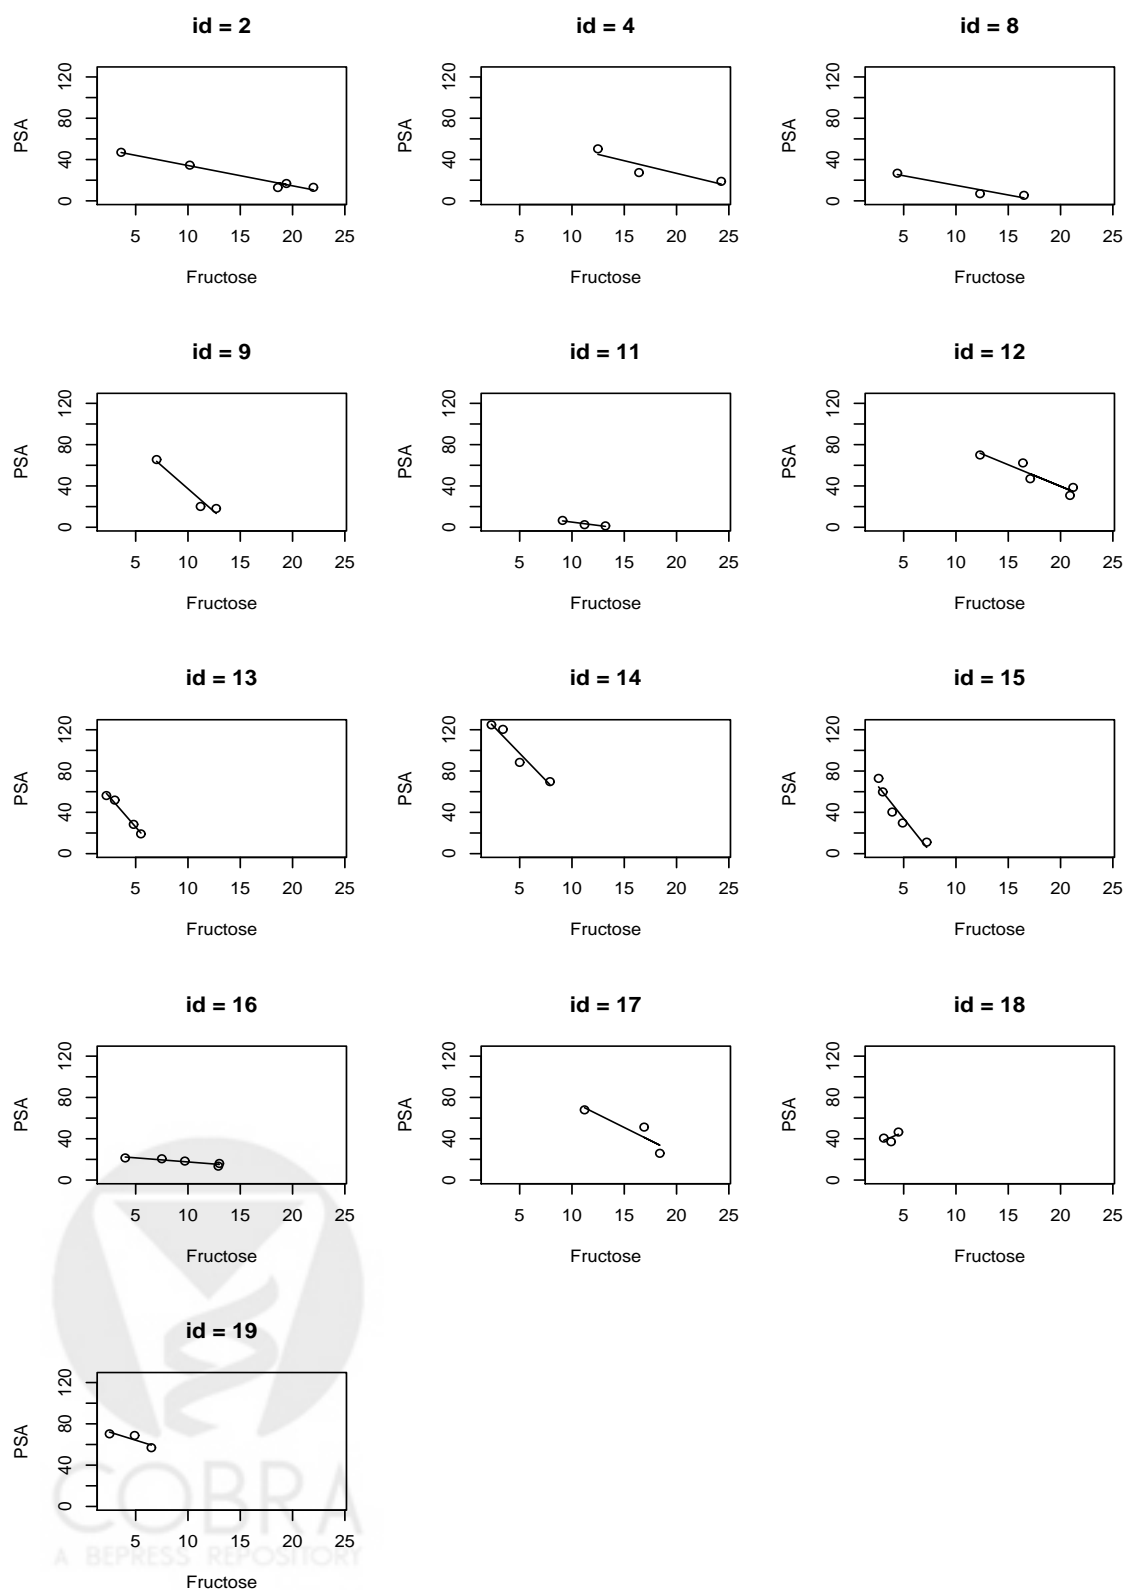 id = 2
id = 4
id = 8
PSA
0 40 80 120
5 10 15 20 25
Fructose
PSA
0 40 80 120
5 10 15 20 25
Fructose
PSA
0 40 80 120
5 10 15 20 25
Fructose
id = 9
id = 11
id = 12
PSA
0 40 80 120
5 10 15 20 25
Fructose
PSA
0 40 80 120
5 10 15 20 25
Fructose
PSA
0 40 80 120
5 10 15 20 25
Fructose
id = 13
id = 14
id = 15
PSA
0 40 80 120
5 10 15 20 25
Fructose
PSA
0 40 80 120
5 10 15 20 25
Fructose
PSA
0 40 80 120
5 10 15 20 25
Fructose
id = 16
id = 17
id = 18
PSA
0 40 80 120
5 10 15 20 25
Fructose
PSA
0 40 80 120
5 10 15 20 25
Fructose
PSA
0 40 80 120
5 10 15 20 25
Fructose
id = 19
PSA
0 40 80 120
5 10 15 20 25
Fructose
COBRA
A BEPRESS REPOSITORY